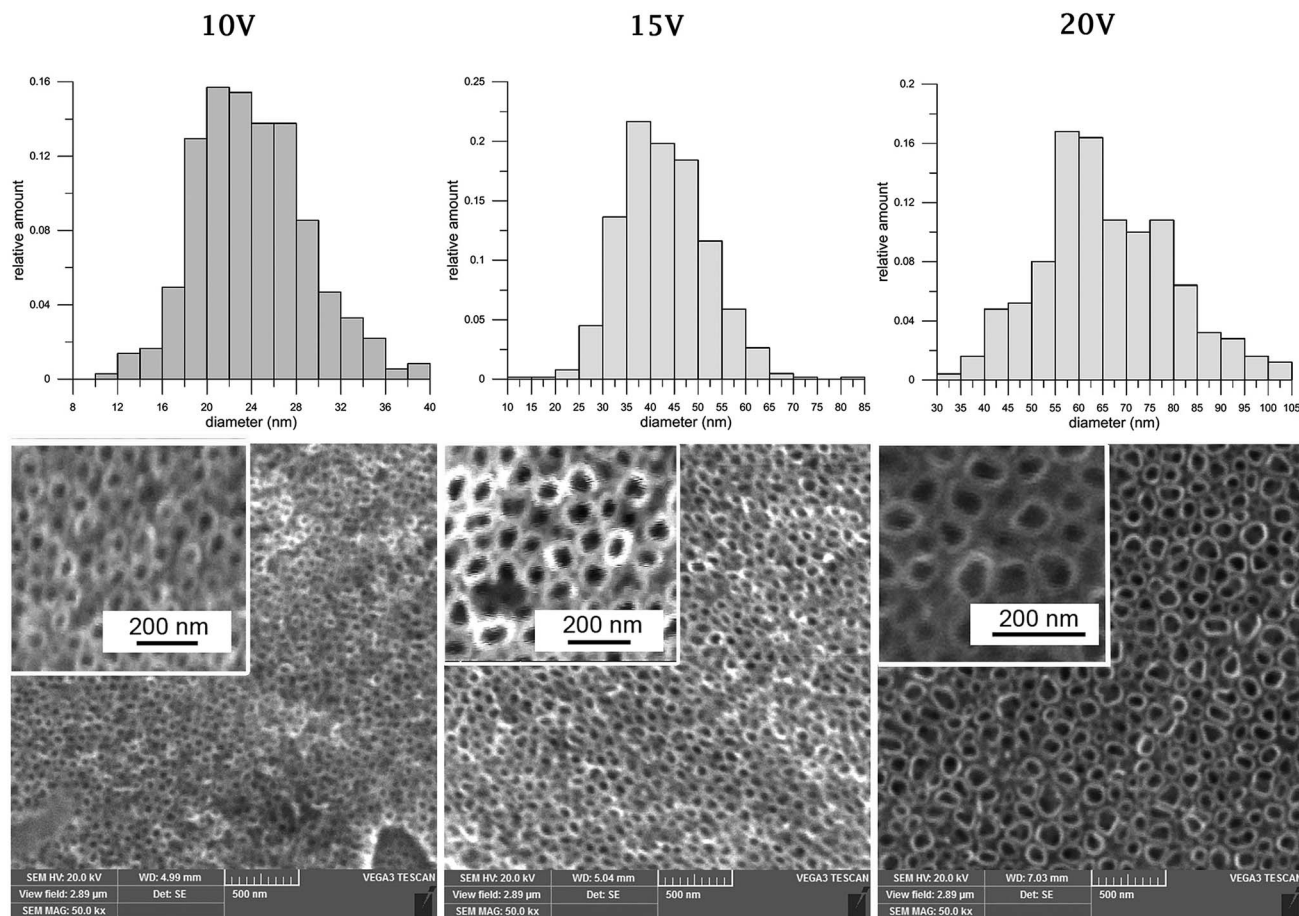 10V
15V
20V
0.16
0.12
0.08
0.04
0
relative amount
8 12 16 20 24 28 32 36 40
diameter (nm)
0.25
0.2
0.15
0.1
0.05
0
relative amount
10 15 20 25 30 35 40 45 50 55 60 65 70 75 80 85
diameter (nm)
0.2
0.16
0.12
0.08
0.04
0
relative amount
30 35 40 45 50 55 60 65 70 75 80 85 90 95 100 105
diameter (nm)
200 nm
200 nm
200 nm
SEM HV: 20.0 kV WD: 4.99 mm VEGA3 TESCAN
View field: 2.89 µm Det: SE 500 nm
SEM MAG: 50.0 kx
SEM HV: 20.0 kV WD: 5.04 mm VEGA3 TESCAN
View field: 2.89 µm Det: SE 500 nm
SEM MAG: 50.0 kx
SEM HV: 20.0 kV WD: 7.03 mm VEGA3 TESCAN
View field: 2.89 µm Det: SE 500 nm
SEM MAG: 50.0 kx